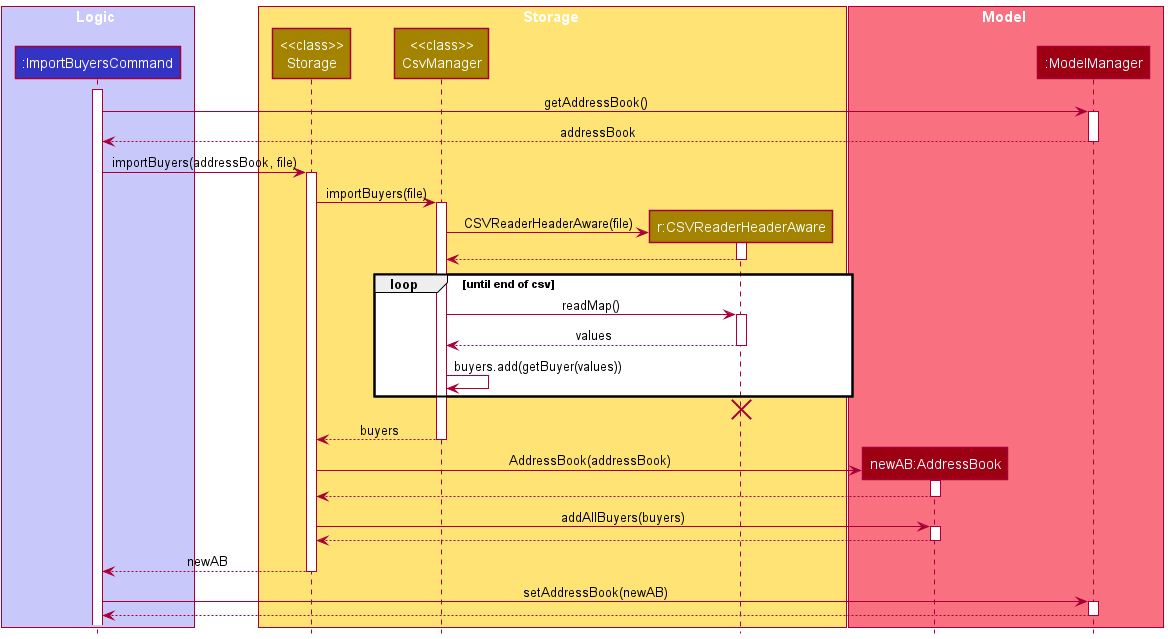 Logic
Storage
Model
:ImportBuyersCommand
<<class>>
Storage
<<class>>
CsvManager
:ModelManager
getAddressBook()
addressBook
importBuyers(addressBook, file)
importBuyers(file)
CSVReaderHeaderAware(file)
r:CSVReaderHeaderAware
loop
[until end of csv]
readMap()
values
buyers.add(getBuyer(values))
buyers
AddressBook(addressBook)
newAB:AddressBook
addAllBuyers(buyers)
newAB
setAddressBook(newAB)